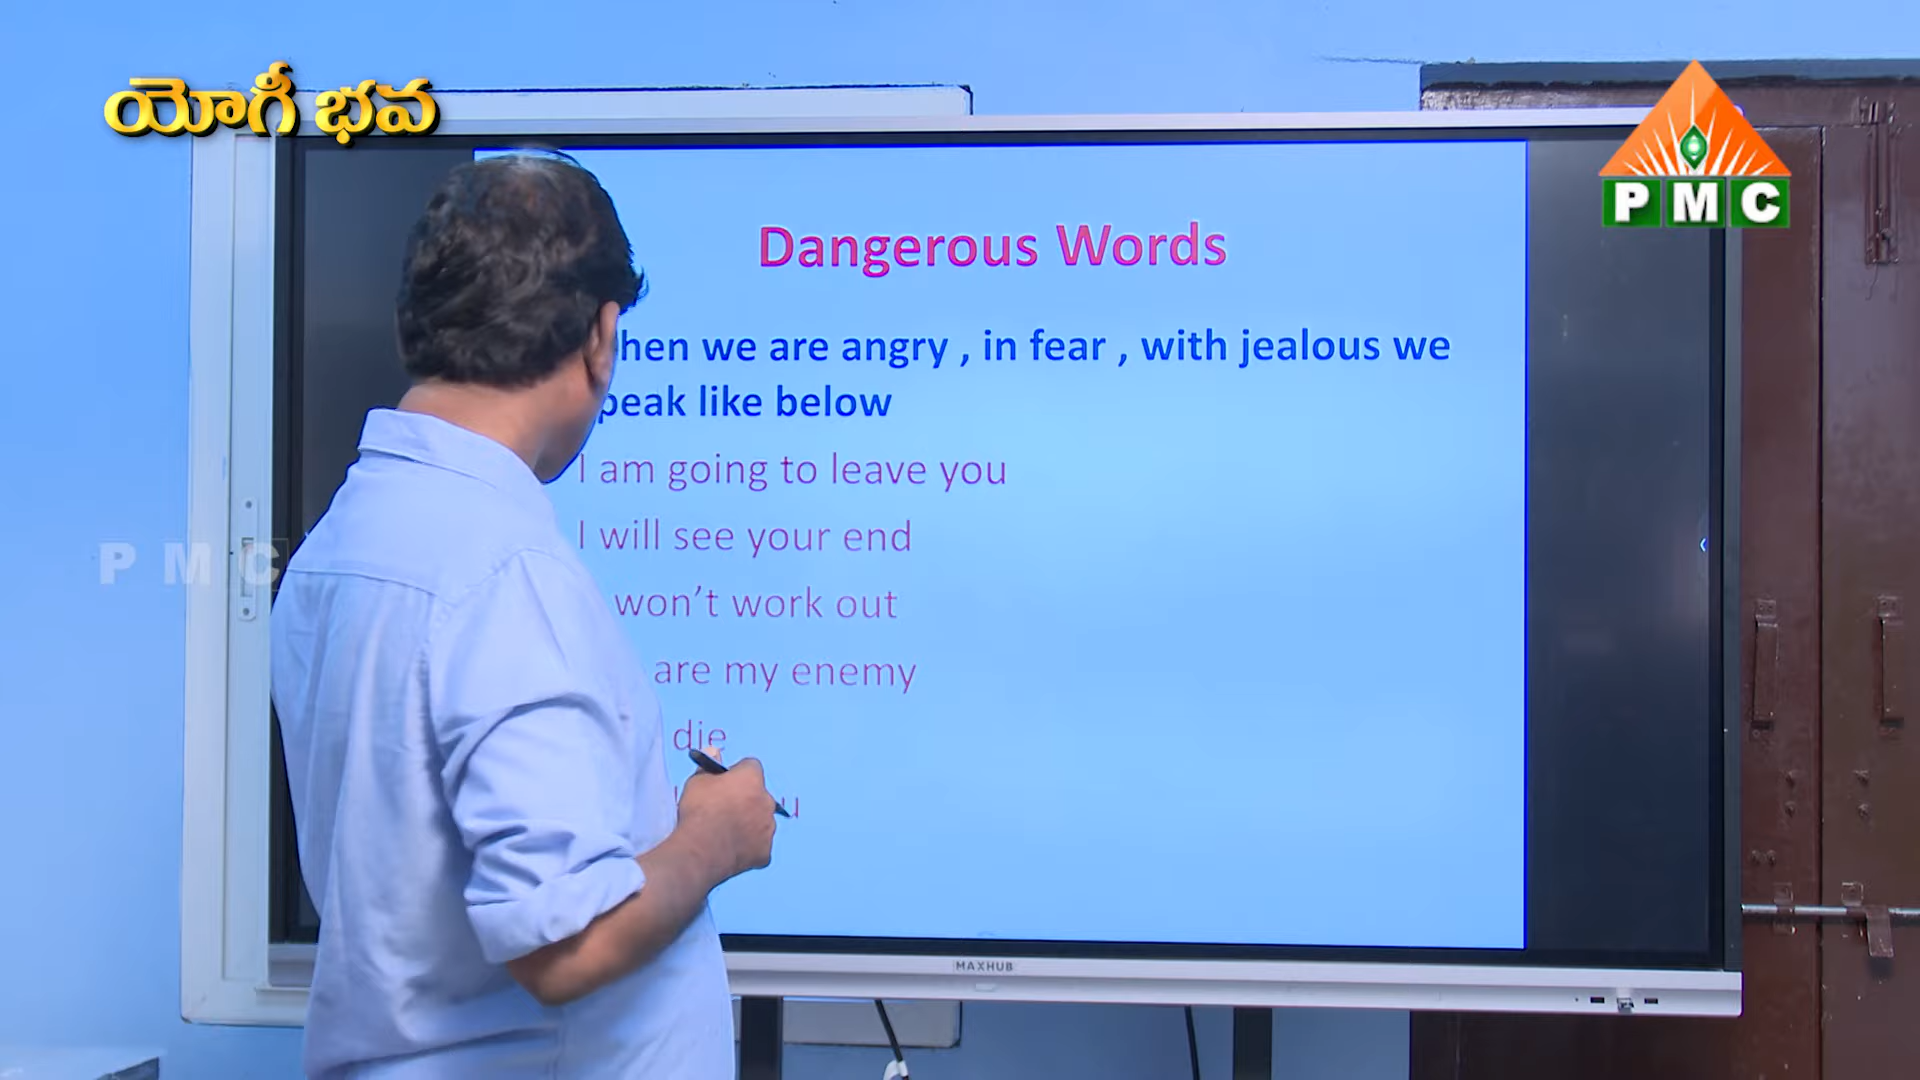 యోగీ భవ
PMC
Dangerous Words
hen we are angry , in fear , with jealous we
peak like below
I am going to leave you
I will see your end
won’t work out
are my enemy
die
PMC
MAXHUB